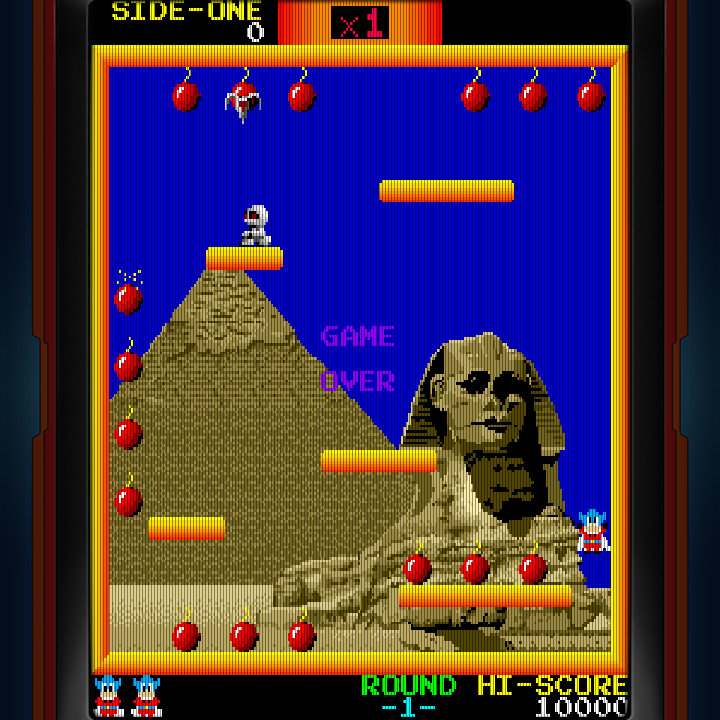 SIDE-ONE
0
x1
GAME
OVER
ROUND HI-SCORE
-1- 10000